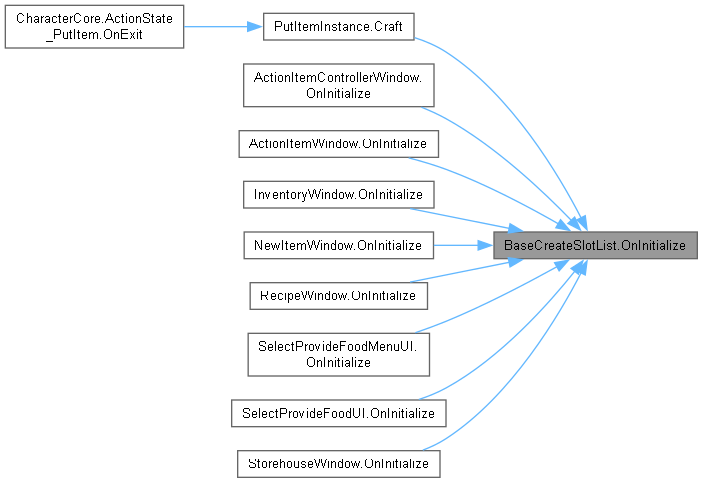 CharacterCore.ActionState
_PutItem.OnExit
PutItemInstance.Craft
ActionItemControllerWindow.
OnInitialize
ActionItemWindow.OnInitialize
InventoryWindow.OnInitialize
NewItemWindow.OnInitialize
BaseCreateSlotList.OnInitialize
RecipeWindow.OnInitialize
SelectProvideFoodMenuUI.
OnInitialize
SelectProvideFoodUI.OnInitialize
StorehouseWindow.OnInitialize